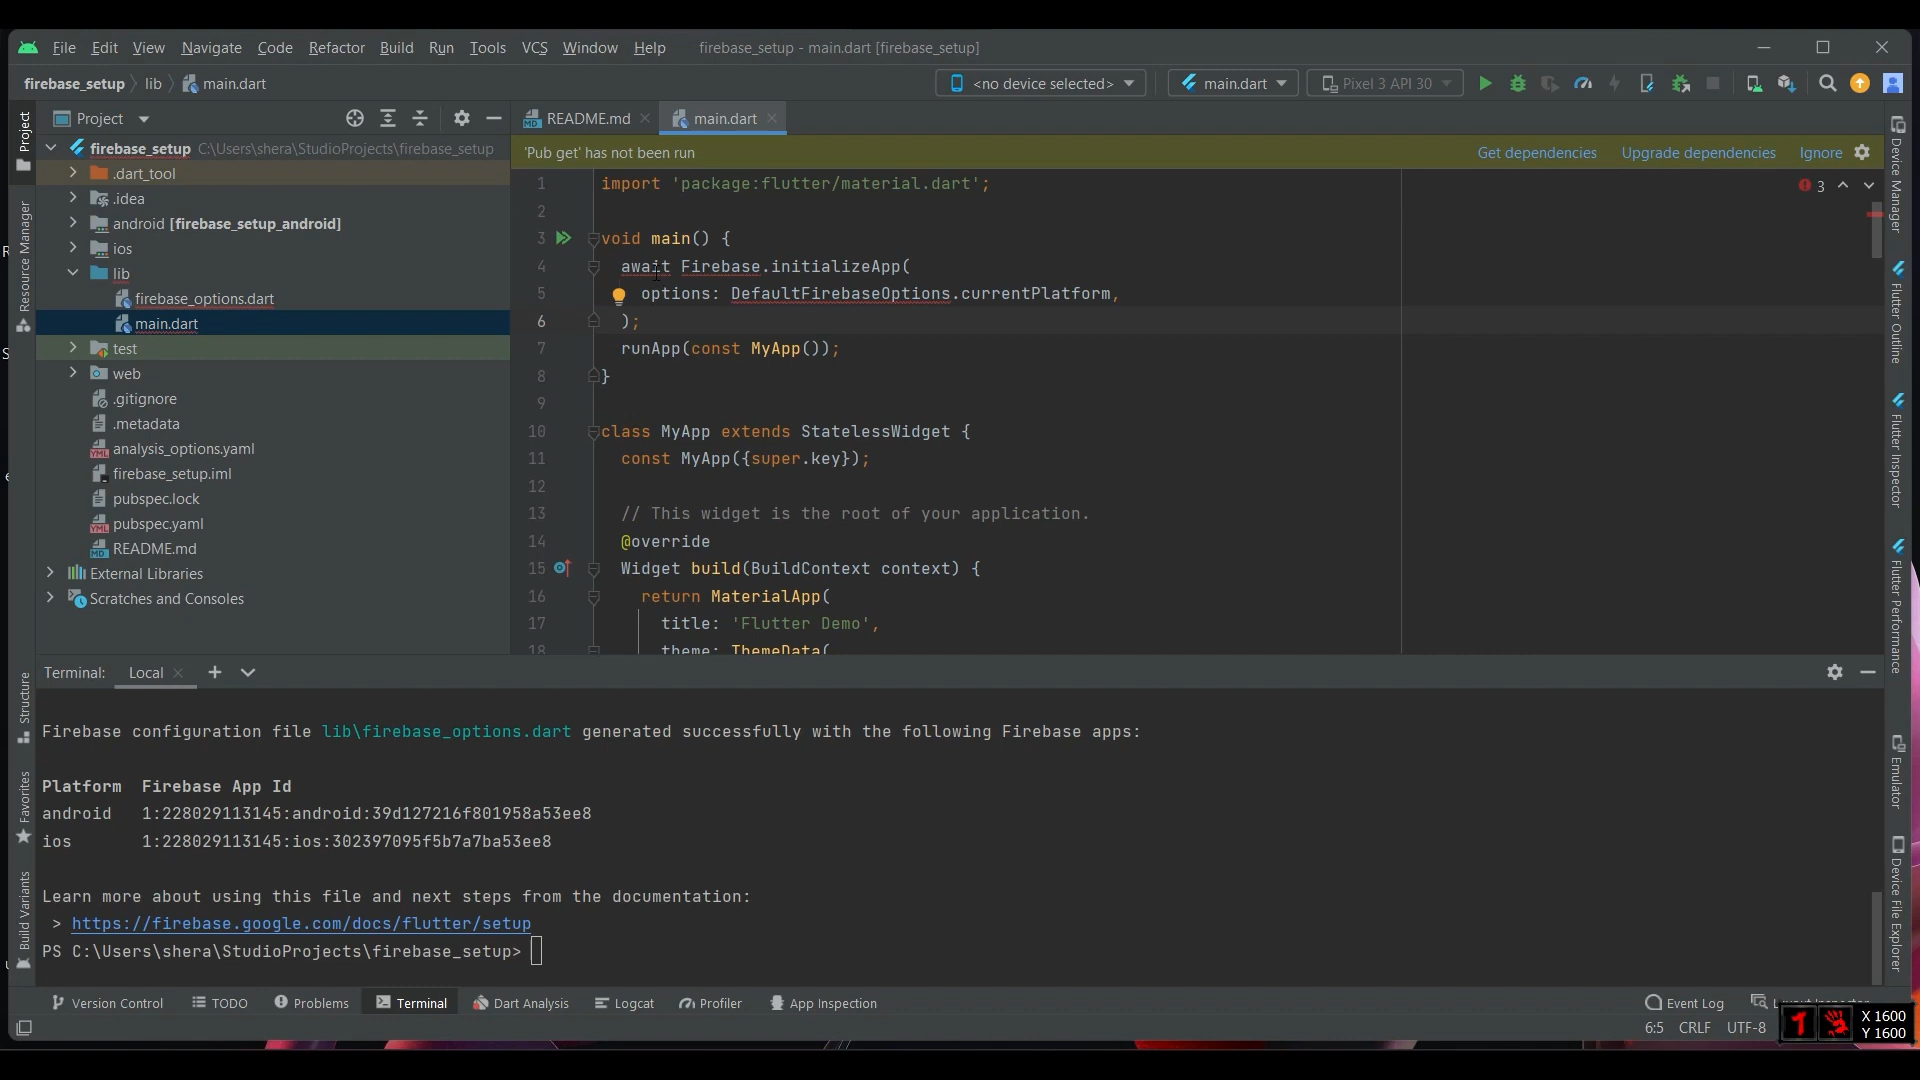 File Edit View Navigate Code Refactor Build Run Tools VCS Window Help firebase_setup - main.dart [firebase_setup]
firebase_setup lib main.dart <no device selected> main.dart Pixel 3 API 30
Project README.md main.dart
firebase_setup C:\Users\shera\StudioProjects\firebase_setup
.dart_tool
.idea
android [firebase_setup_android]
ios
lib
firebase_options.dart
main.dart
test
web
.gitignore
.metadata
analysis_options.yaml
firebase_setup.iml
pubspec.lock
pubspec.yaml
README.md
External Libraries
Scratches and Consoles
'Pub get' has not been run Get dependencies Upgrade dependencies Ignore
3
1 import 'package:flutter/material.dart';
2
3 void main() {
4 await Firebase.initializeApp(
5 options: DefaultFirebaseOptions.currentPlatform,
6 );
7 runApp(const MyApp());
8 }
9
10 class MyApp extends StatelessWidget {
11 const MyApp({super.key});
12
13 // This widget is the root of your application.
14 @override
15 Widget build(BuildContext context) {
16 return MaterialApp(
17 title: 'Flutter Demo',
18 theme: ThemeData(
Project
Resource Manager
Structure
Favorites
Build Variants
Device Manager
Flutter Outline
Flutter Inspector
Flutter Performance
Emulator
Device File Explorer
Terminal: Local
Firebase configuration file lib\firebase_options.dart generated successfully with the following Firebase apps:
Platform Firebase App Id
android 1:228029113145:android:39d127216f801958a53ee8
ios 1:228029113145:ios:302397095f5b7a7ba53ee8
Learn more about using this file and next steps from the documentation:
> https://firebase.google.com/docs/flutter/setup
PS C:\Users\shera\StudioProjects\firebase_setup>
Version Control TODO Problems Terminal Dart Analysis Logcat Profiler App Inspection Event Log
6:5 CRLF UTF-8
X 1600
Y 1600